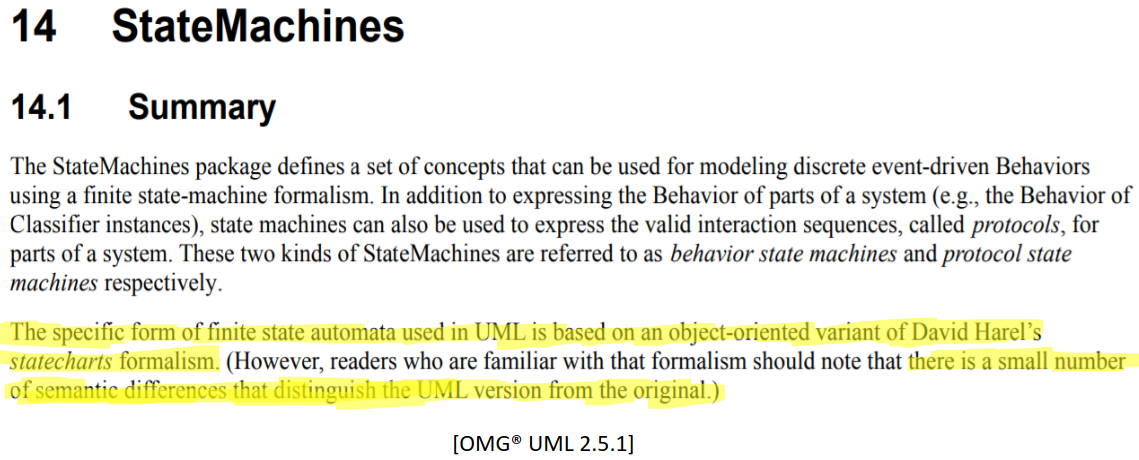 14 StateMachines
14.1 Summary
The StateMachines package defines a set of concepts that can be used for modeling discrete event-driven Behaviors
using a finite state-machine formalism. In addition to expressing the Behavior of parts of a system (e.g., the Behavior of
Classifier instances), state machines can also be used to express the valid interaction sequences, called protocols, for
parts of a system. These two kinds of StateMachines are referred to as behavior state machines and protocol state
machines respectively.
The specific form of finite state automata used in UML is based on an object-oriented variant of David Harel’s
statecharts formalism. (However, readers who are familiar with that formalism should note that there is a small number
of semantic differences that distinguish the UML version from the original.)
[OMG® UML 2.5.1]